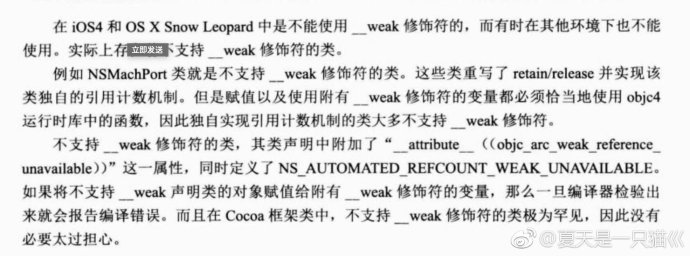 在 iOS4 和 OS X Snow Leopard 中是不能使用 __weak 修饰符的，而有时在其他环境下也不能
使用。实际上存 立即发送 不支持 __weak 修饰符的类。
例如 NSMachPort 类就是不支持 __weak 修饰符的类。这些类重写了 retain/release 并实现该
类独自的引用计数机制。但是赋值以及使用附有 __weak 修饰符的变量都必须恰当地使用 objc4
运行时库中的函数，因此独自实现引用计数机制的类大多不支持 __weak 修饰符。
不支持 __weak 修饰符的类，其类声明中附加了“__attribute__ （（objc_arc_weak_reference_
unavailable））”这一属性，同时定义了 NS_AUTOMATED_REFCOUNT_WEAK_UNAVAILABLE。
如果将不支持 __weak 声明类的对象赋值给附有 __weak 修饰符的变量，那么一旦编译器检验出
来就会报告编译错误。而且在 Cocoa 框架类中，不支持 __weak 修饰符的类极为罕见，因此没有
必要太过担心。
@夏天是一只猫巛